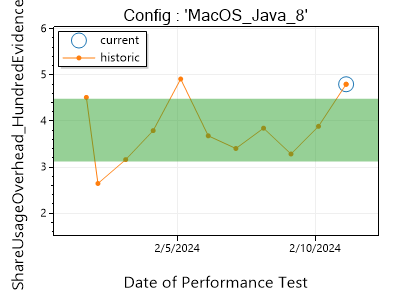 Config : 'MacOS_Java_8'
ShareUsageOverhead_HundredEvidence
current
historic
6
5
4
3
2
2/5/2024
2/10/2024
Date of Performance Test